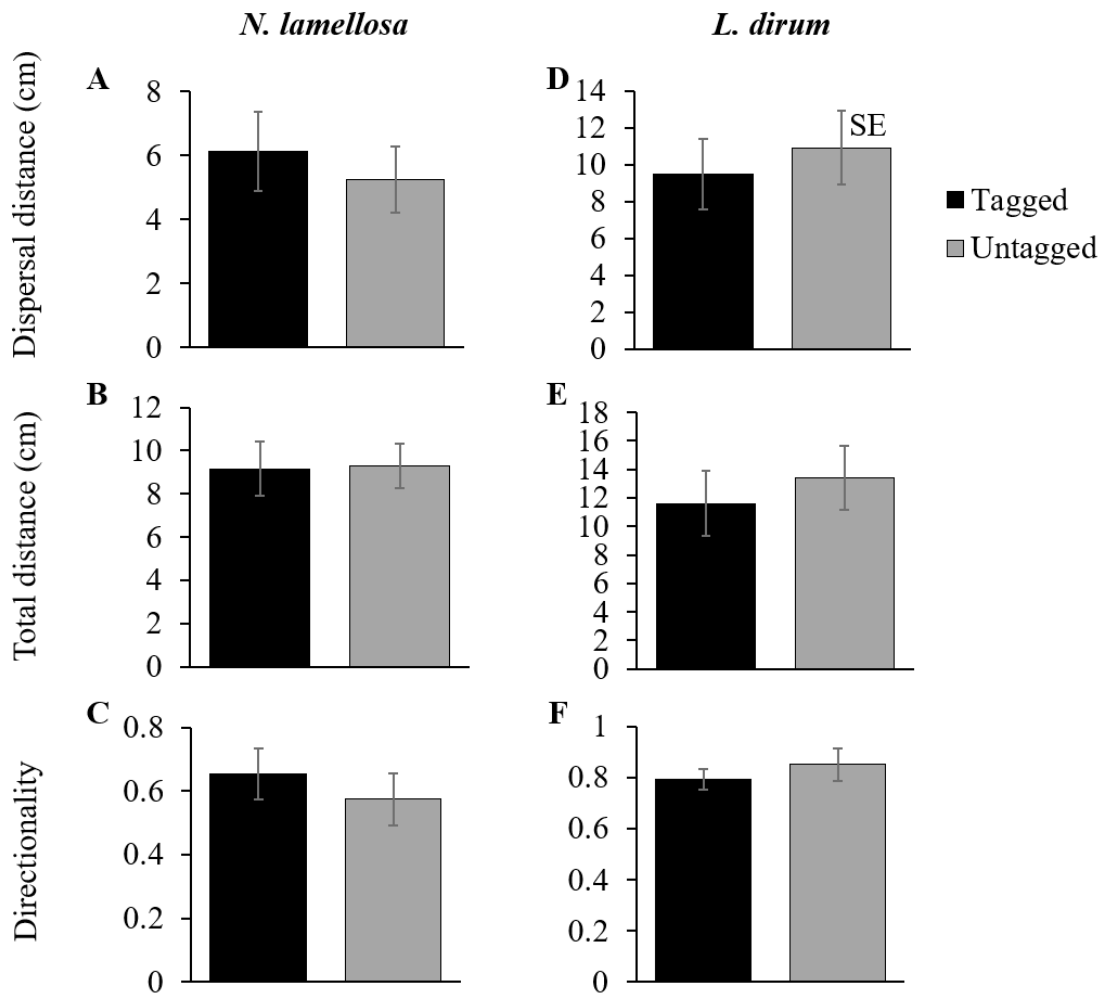 N. lamellosa
L. dirum
A
Dispersal distance (cm)
8
6
4
2
0
D
14
12
10
8
6
4
2
0
SE
Tagged
Untagged
B
Total distance (cm)
12
10
8
6
4
2
0
E
18
16
14
12
10
8
6
4
2
0
C
Directionality
0.8
0.6
0.4
0.2
0
F
1
0.8
0.6
0.4
0.2
0